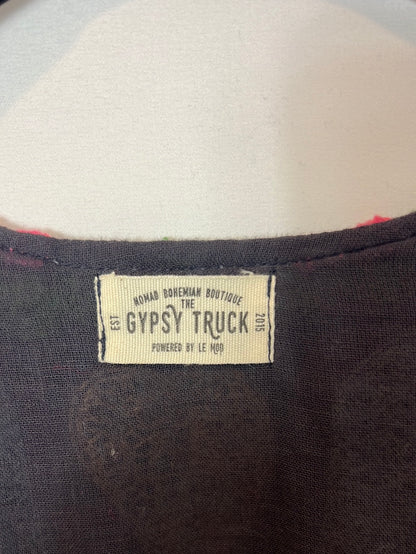 NOMAD BOHEMIAN BOUTIQUE
THE
EST
GYPSY TRUCK
2015
POWERED BY LE MOD